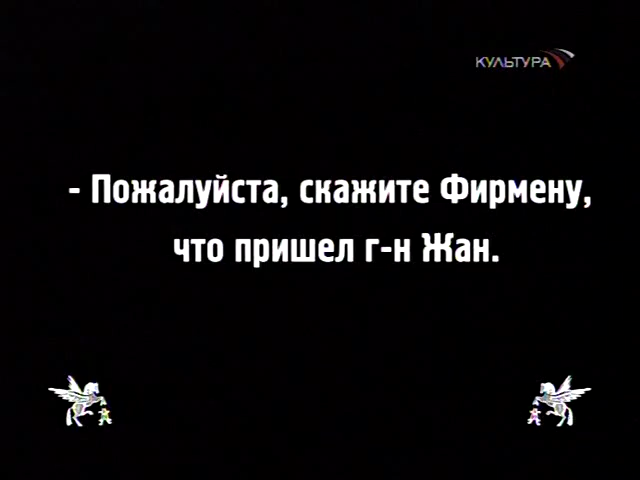 КУЛЬТУРА
- Пожалуйста, скажите Фирмену,
что пришел г-н Жан.